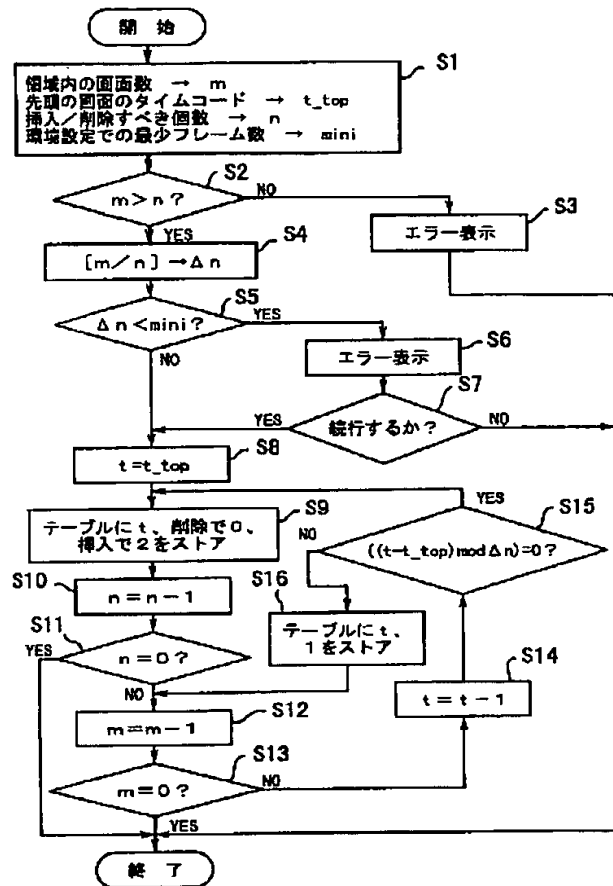 開 始
S1
領域内の画面数 → m
先頭の画面のタイムコード → t_top
挿入/削除すべき個数 → n
環境設定での最少フレーム数 → mini
S2
m>n?
NO
YES
S3
エラー表示
S4
[m/n]→Δn
S5
Δn<mini?
YES
NO
S6
エラー表示
S7
続行するか?
YES
NO
S8
t=t_top
S9
テーブルにt、削除で0、
挿入で2をストア
S15
((t-t_top)modΔn)=0?
YES
NO
S10
n=n-1
S16
テーブルにt、
1をストア
S11
n=0?
YES
NO
S14
t=t-1
S12
m=m-1
S13
m=0?
NO
YES
終 了